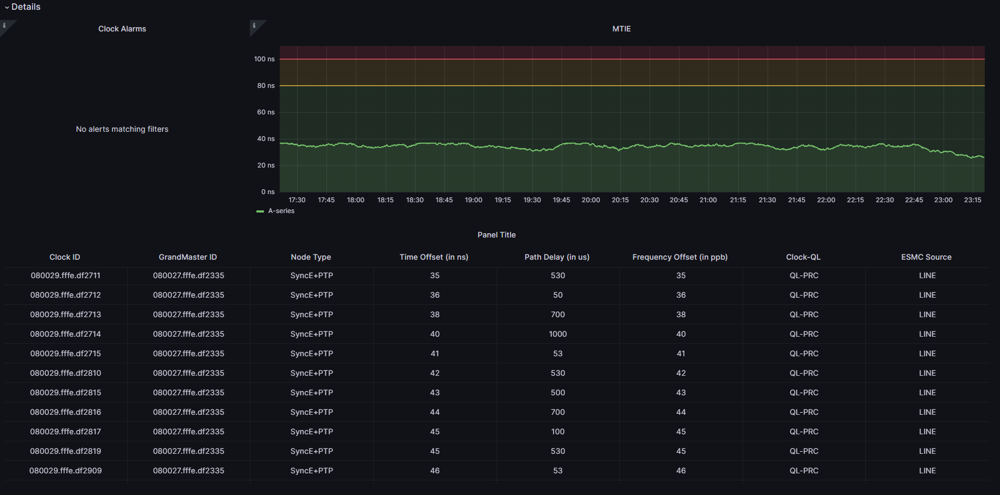 Details
Clock Alarms
No alerts matching filters
MTIE
100 ns
80 ns
60 ns
40 ns
20 ns
0 ns
17:30 17:45 18:00 18:15 18:30 18:45 19:00 19:15 19:30 19:45 20:00 20:15 20:30 20:45 21:00 21:15 21:30 21:45 22:00 22:15 22:30 22:45 23:00 23:15
A-series
Panel Title
Clock ID GrandMaster ID Node Type Time Offset (in ns) Path Delay (in us) Frequency Offset (in ppb) Clock-QL ESMC Source
080029.fffe.df2711 080027.fffe.df2335 SyncE+PTP 35 530 35 QL-PRC LINE
080029.fffe.df2712 080027.fffe.df2335 SyncE+PTP 36 50 36 QL-PRC LINE
080029.fffe.df2713 080027.fffe.df2335 SyncE+PTP 38 700 38 QL-PRC LINE
080029.fffe.df2714 080027.fffe.df2335 SyncE+PTP 40 1000 40 QL-PRC LINE
080029.fffe.df2715 080027.fffe.df2335 SyncE+PTP 41 53 41 QL-PRC LINE
080029.fffe.df2810 080027.fffe.df2335 SyncE+PTP 42 530 42 QL-PRC LINE
080029.fffe.df2815 080027.fffe.df2335 SyncE+PTP 43 500 43 QL-PRC LINE
080029.fffe.df2816 080027.fffe.df2335 SyncE+PTP 44 700 44 QL-PRC LINE
080029.fffe.df2817 080027.fffe.df2335 SyncE+PTP 45 100 45 QL-PRC LINE
080029.fffe.df2819 080027.fffe.df2335 SyncE+PTP 45 530 45 QL-PRC LINE
080029.fffe.df2909 080027.fffe.df2335 SyncE+PTP 46 53 46 QL-PRC LINE